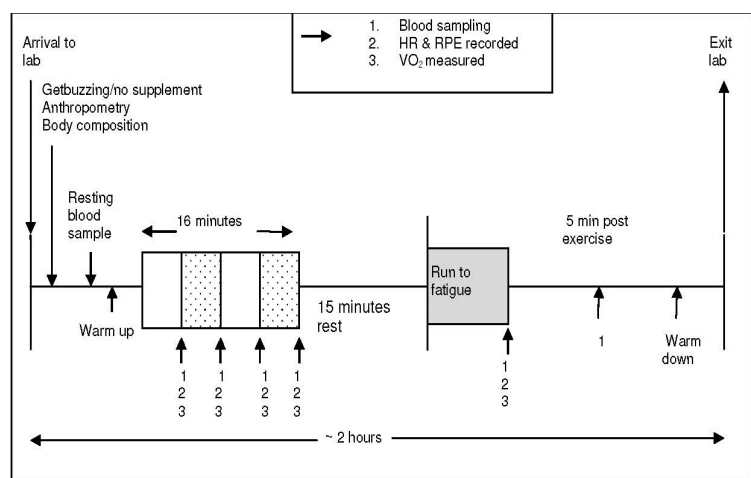 1. Blood sampling
2. HR & RPE recorded
3. VO₂ measured
Arrival to
lab
Exit
lab
Getbuzzing/no supplement
Anthropometry
Body composition
Resting
blood
sample
16 minutes
5 min post
exercise
Run to
fatigue
15 minutes
rest
Warm up
1
Warm
down
1
2
3
1
2
3
1
2
3
1
2
3
1
2
3
~ 2 hours